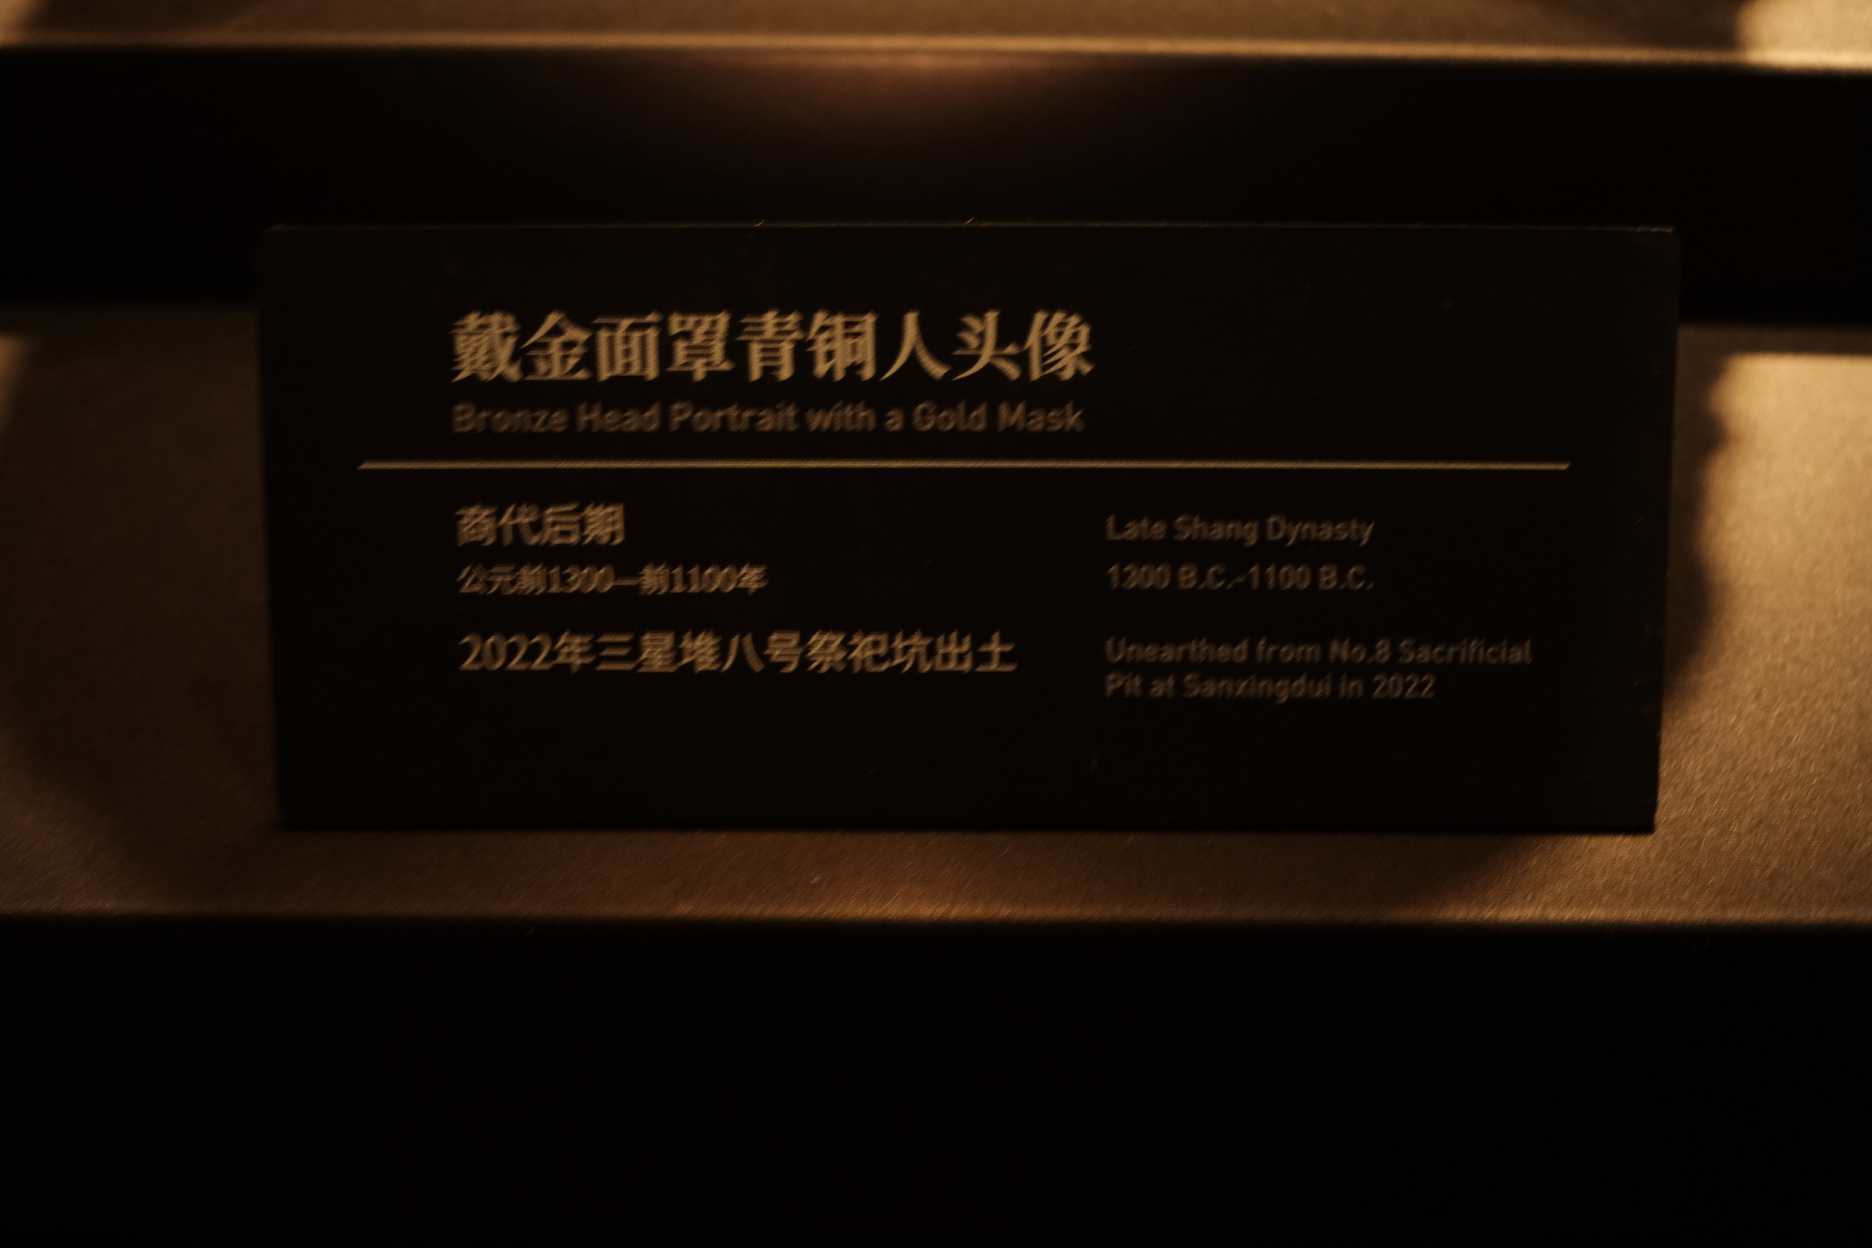 戴金面罩青铜人头像
Bronze Head Portrait with a Gold Mask
商代后期
公元前1300—前1100年
2022年三星堆八号祭祀坑出土
Late Shang Dynasty
1300 B.C.-1100 B.C.
Unearthed from No.8 Sacrificial
Pit at Sanxingdui in 2022